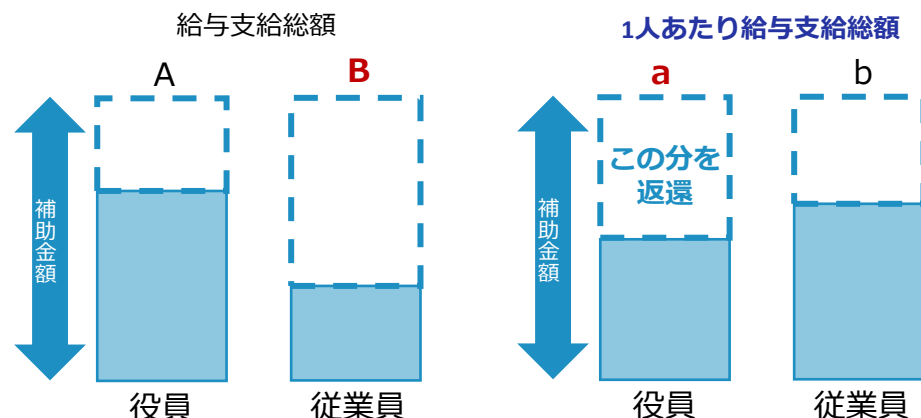 給与支給総額
1人あたり給与支給総額
A
B
a
b
補助金額
補助金額
この分を
返還
役員
従業員
役員
従業員